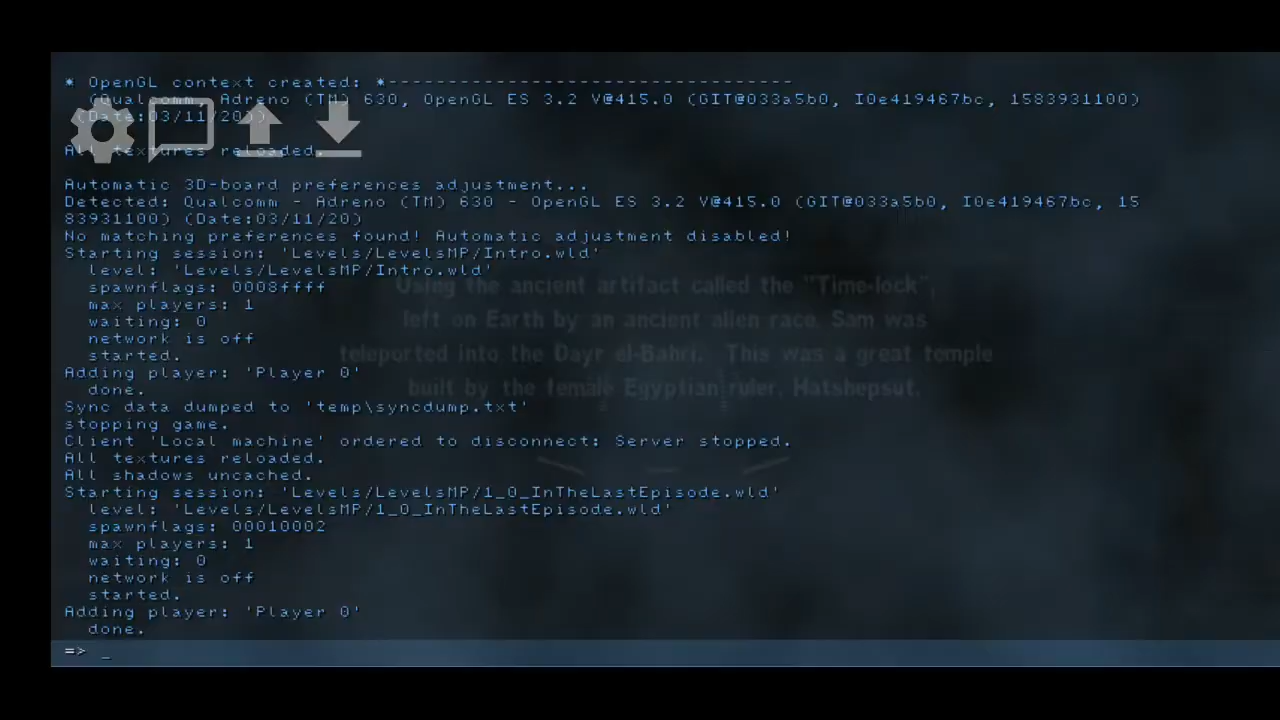 * OpenGL context created: *----------------------------------
(Qualcomm, Adreno (TM) 630, OpenGL ES 3.2 V@415.0 (GIT@033a5b0, I0e419467bc, 1583931100)
(Date:03/11/20))
All textures reloaded.
Automatic 3D-board preferences adjustment...
Detected: Qualcomm - Adreno (TM) 630 - OpenGL ES 3.2 V@415.0 (GIT@033a5b0, I0e419467bc, 15
83931100) (Date:03/11/20)
No matching preferences found! Automatic adjustment disabled!
Starting session: 'Levels/LevelsMP/Intro.wld'
level: 'Levels/LevelsMP/Intro.wld'
spawnflags: 0008ffff
max players: 1
waiting: 0
network is off
started.
Adding player: 'Player 0'
done.
Sync data dumped to 'temp\syncdump.txt'
stopping game.
Client 'Local machine' ordered to disconnect: Server stopped.
All textures reloaded.
All shadows uncached.
Starting session: 'Levels/LevelsMP/1_0_InTheLastEpisode.wld'
level: 'Levels/LevelsMP/1_0_InTheLastEpisode.wld'
spawnflags: 00010002
max players: 1
waiting: 0
network is off
started.
Adding player: 'Player 0'
done.
=> _
Using the ancient artifact called the "Time-lock",
left on Earth by an ancient alien race, Sam was
teleported into the Dayr el-Bahri. This was a great temple
built by the female Egyptian ruler, Hatshepsut.